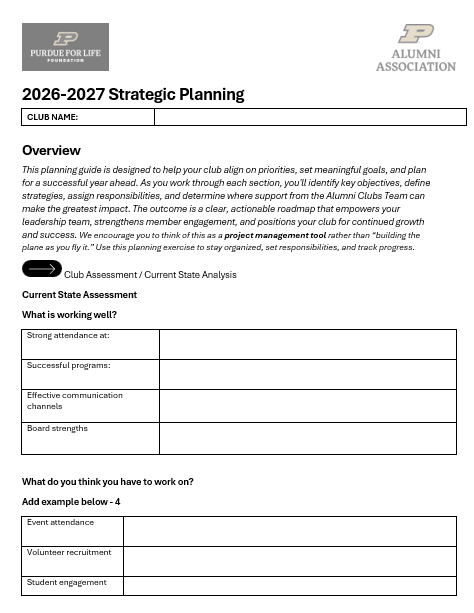 P
PURDUE FOR LIFE
FOUNDATION
P
ALUMNI
ASSOCIATION
2026-2027 Strategic Planning
CLUB NAME:
Overview
This planning guide is designed to help your club align on priorities, set meaningful goals, and plan
for a successful year ahead. As you work through each section, you'll identify key objectives, define
strategies, assign responsibilities, and determine where support from the Alumni Clubs Team can
make the greatest impact. The outcome is a clear, actionable roadmap that empowers your
leadership team, strengthens member engagement, and positions your club for continued growth
and success. We encourage you to think of this as a project management tool rather than “building the
plane as you fly it.” Use this planning exercise to stay organized, set responsibilities, and track progress.
Club Assessment / Current State Analysis
Current State Assessment
What is working well?
Strong attendance at:
Successful programs:
Effective communication
channels
Board strengths
What do you think you have to work on?
Add example below - 4
Event attendance
Volunteer recruitment
Student engagement